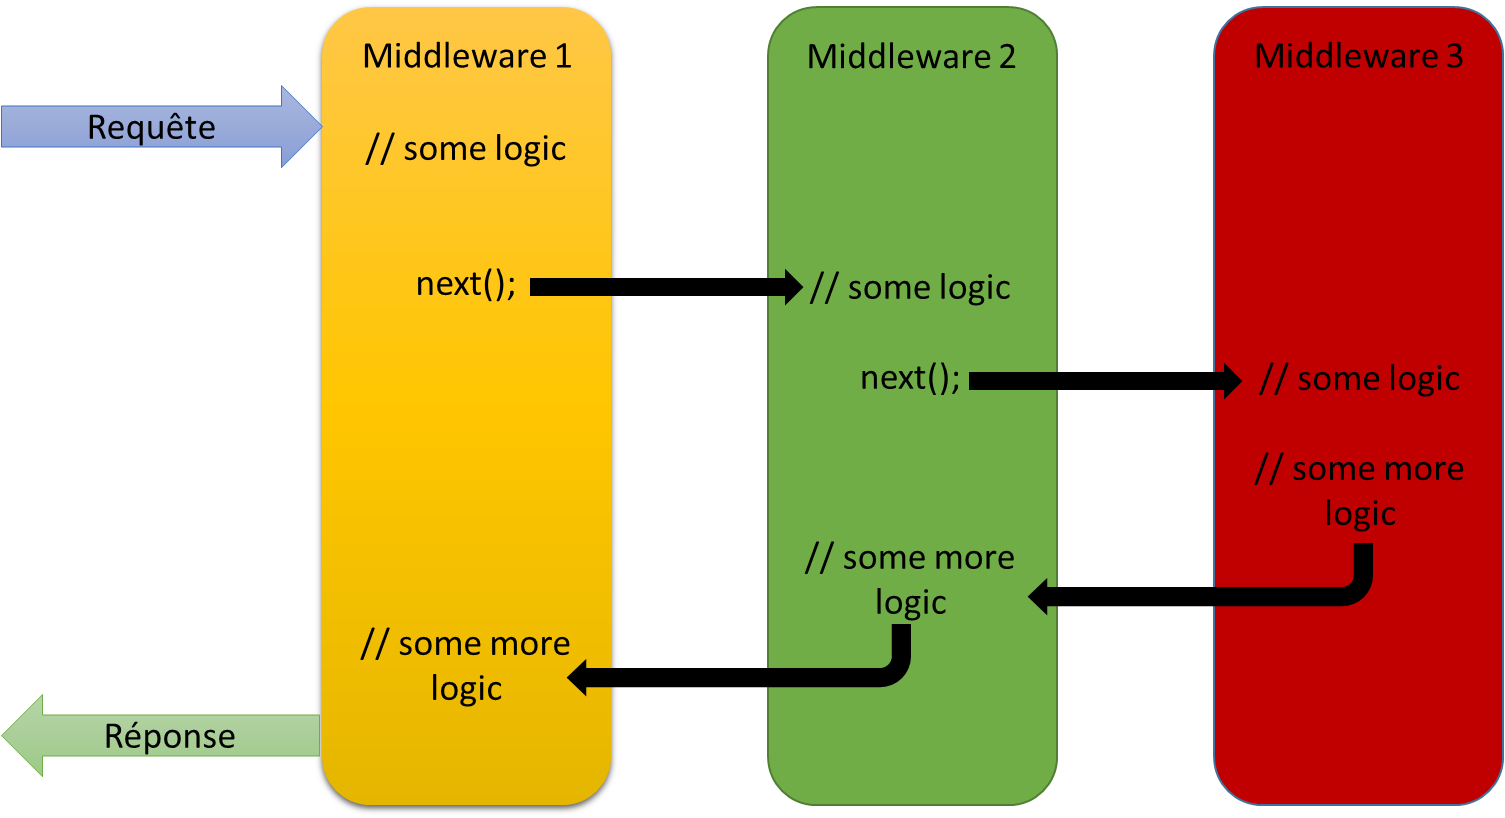 Middleware 1
Middleware 2
Middleware 3
Requête
// some logic
next();
// some logic
next();
// some logic
// some more
logic
// some more
logic
// some more
logic
Réponse